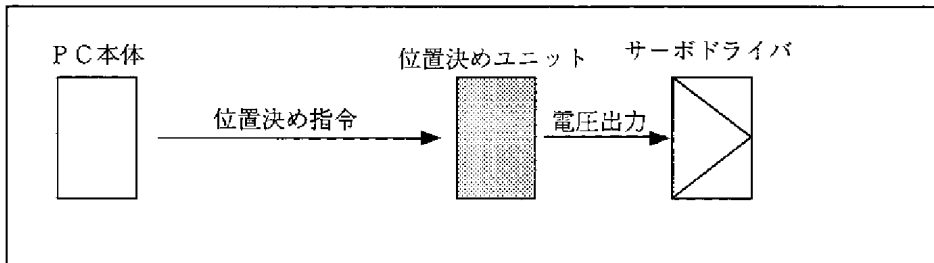 PC本体
位置決めユニット
サーボドライバ
位置決め指令
電圧出力